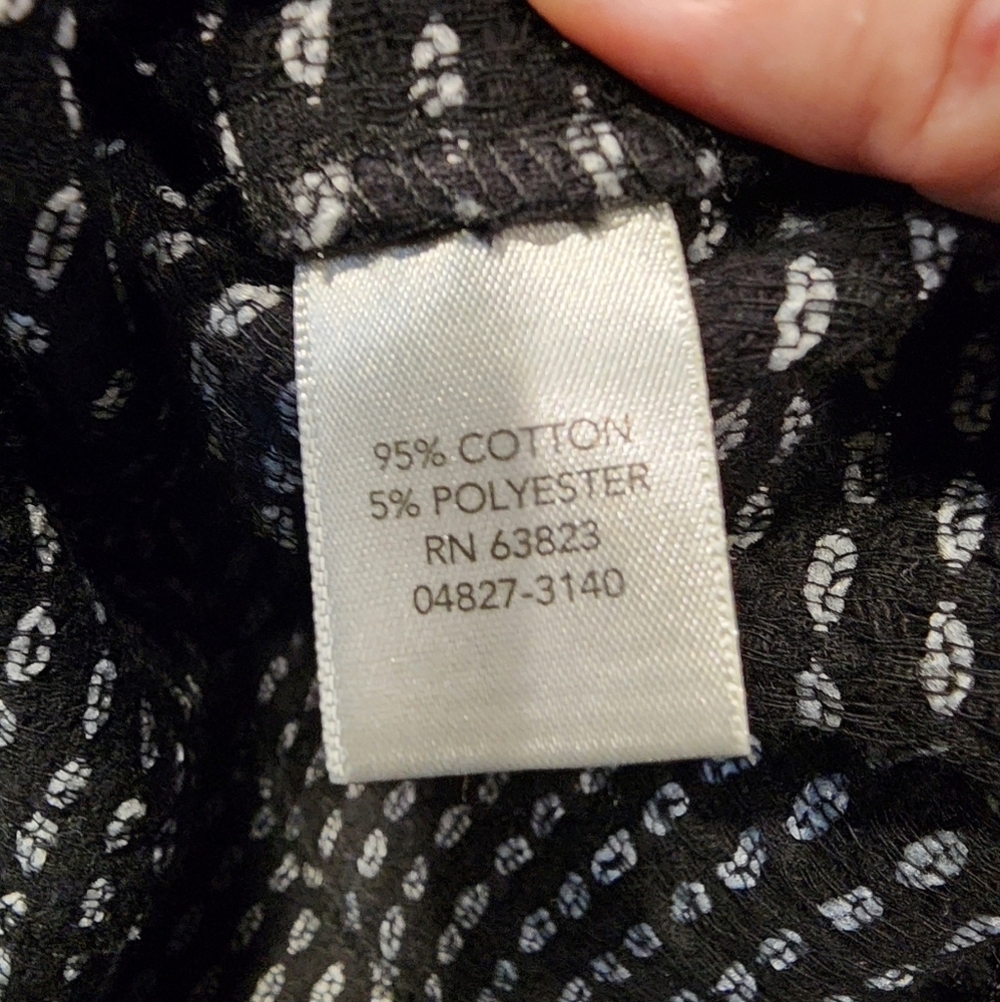 95% COTTON
5% POLYESTER
RN 63823
04827-3140